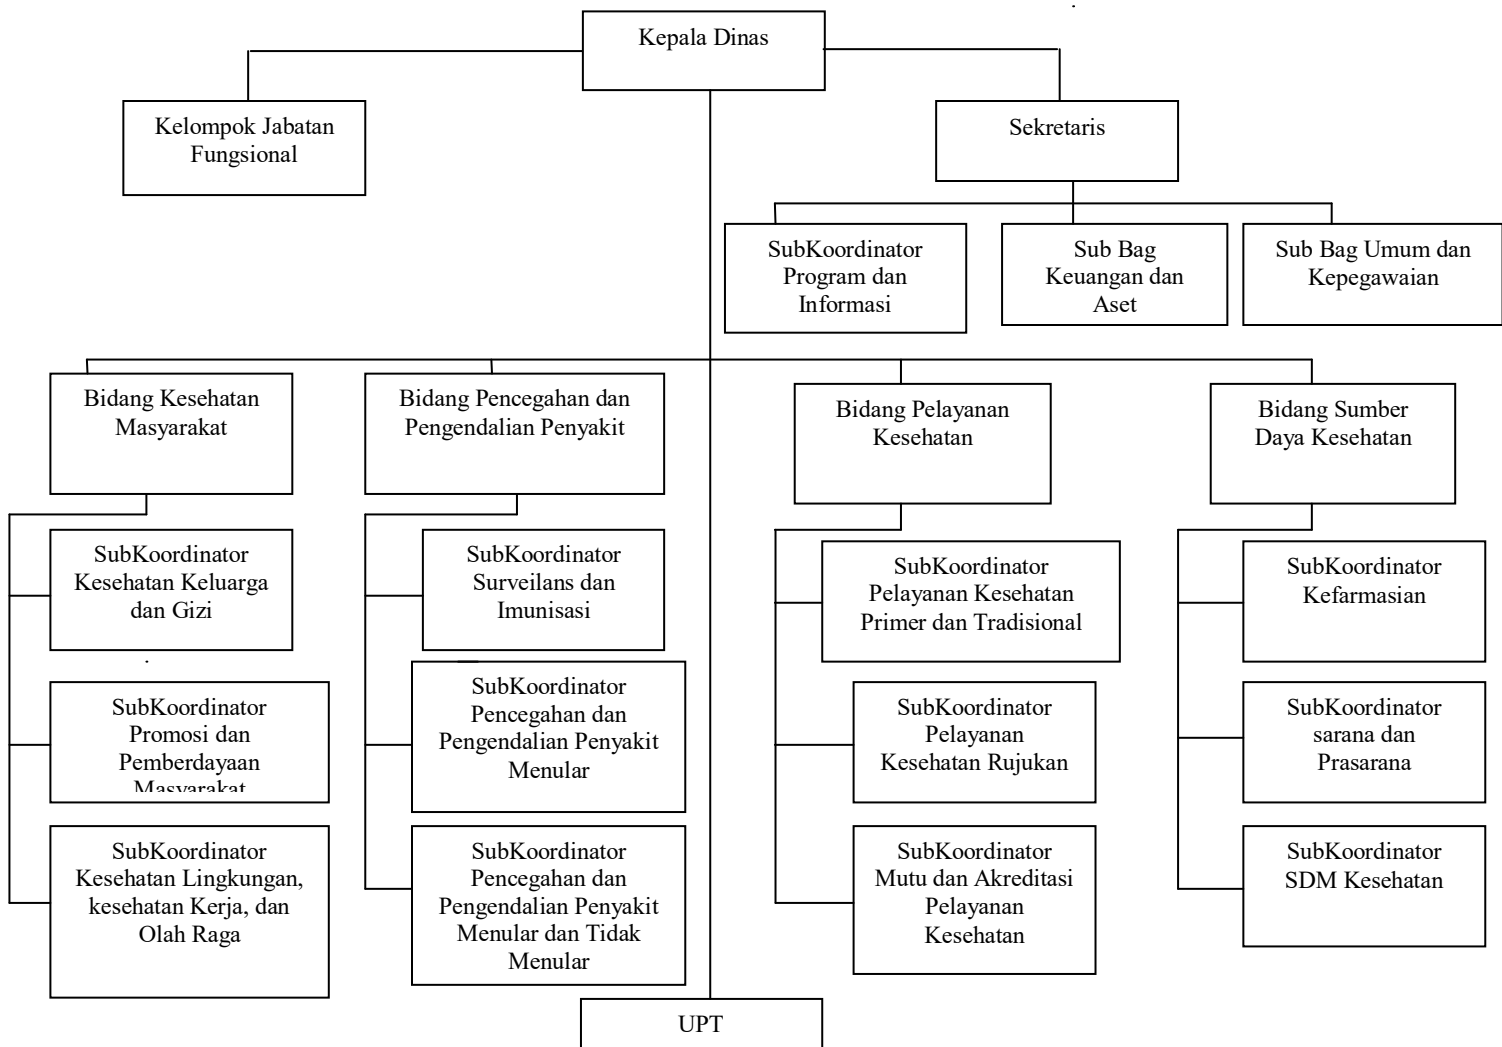 Kepala Dinas
Kelompok Jabatan
Fungsional
Sekretaris
SubKoordinator
Program dan
Informasi
Sub Bag
Keuangan dan
Aset
Sub Bag Umum dan
Kepegawaian
Bidang Kesehatan
Masyarakat
Bidang Pencegahan dan
Pengendalian Penyakit
Bidang Pelayanan
Kesehatan
Bidang Sumber
Daya Kesehatan
SubKoordinator
Kesehatan Keluarga
dan Gizi
SubKoordinator
Promosi dan
Pemberdayaan
Masyarakat
SubKoordinator
Kesehatan Lingkungan,
kesehatan Kerja, dan
Olah Raga
SubKoordinator
Surveilans dan
Imunisasi
SubKoordinator
Pencegahan dan
Pengendalian Penyakit
Menular
SubKoordinator
Pencegahan dan
Pengendalian Penyakit
Menular dan Tidak
Menular
SubKoordinator
Pelayanan Kesehatan
Primer dan Tradisional
SubKoordinator
Pelayanan
Kesehatan Rujukan
SubKoordinator
Mutu dan Akreditasi
Pelayanan
Kesehatan
SubKoordinator
Kefarmasian
SubKoordinator
sarana dan
Prasarana
SubKoordinator
SDM Kesehatan
UPT